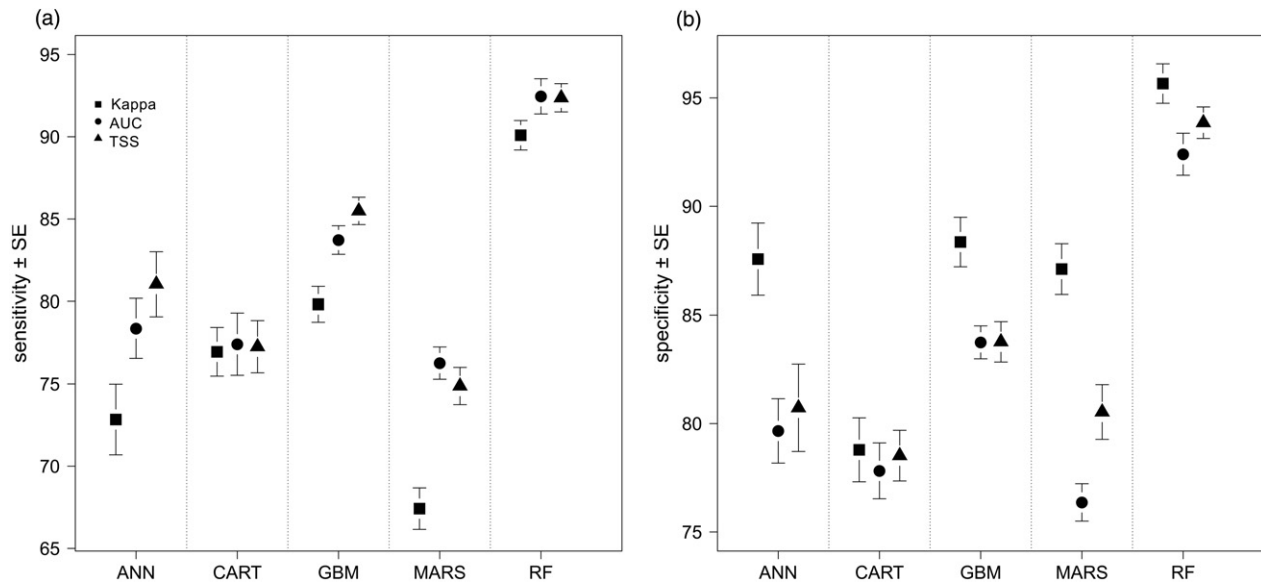 (a)
sensitivity ± SE
95
90
85
80
75
70
65
Kappa
AUC
TSS
ANN CART GBM MARS RF
(b)
specificity ± SE
95
90
85
80
75
ANN CART GBM MARS RF